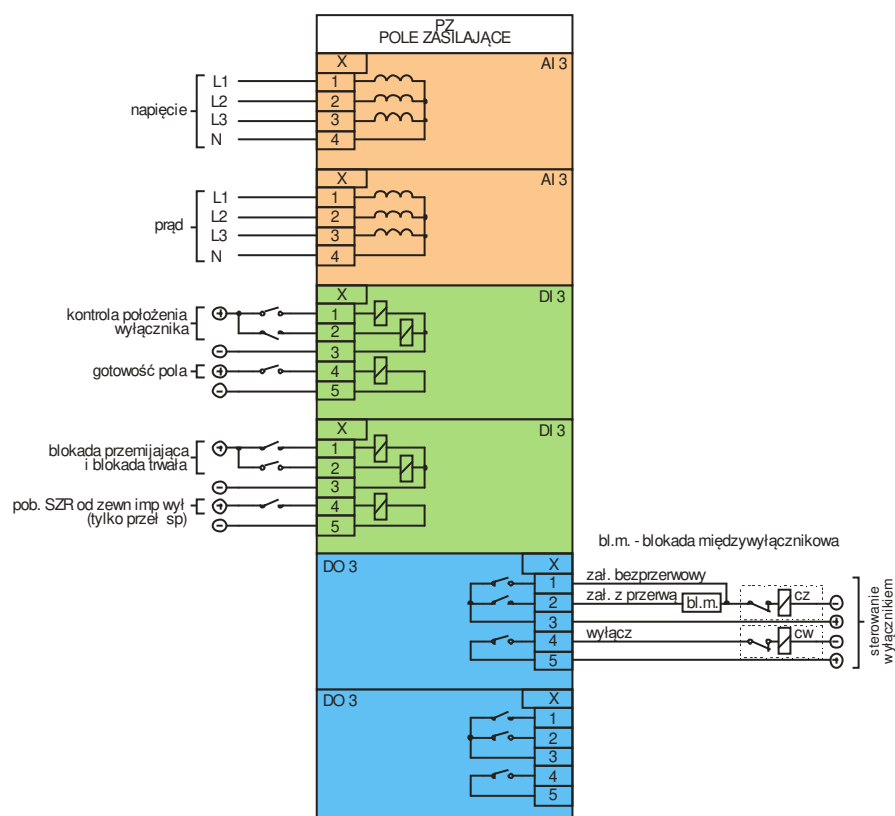 PZ
POLE ZASILAJĄCE
X
AI 3
napięcie
L1
L2
L3
N
1
2
3
4
X
AI 3
prąd
L1
L2
L3
N
1
2
3
4
X
DI 3
kontrola położenia
wyłącznika
1
2
3
gotowość pola
4
5
X
DI 3
blokada przemijająca
i blokada trwała
1
2
3
pob. SZR od zewn imp wył
(tylko przeł sp)
4
5
bl.m. - blokada międzywyłącznikowa
DO 3
X
1
2
3
4
5
zał. bezprzerwowy
zał. z przerwą
bl.m.
cz
wyłącz
cw
sterowanie
wyłącznikiem
DO 3
X
1
2
3
4
5